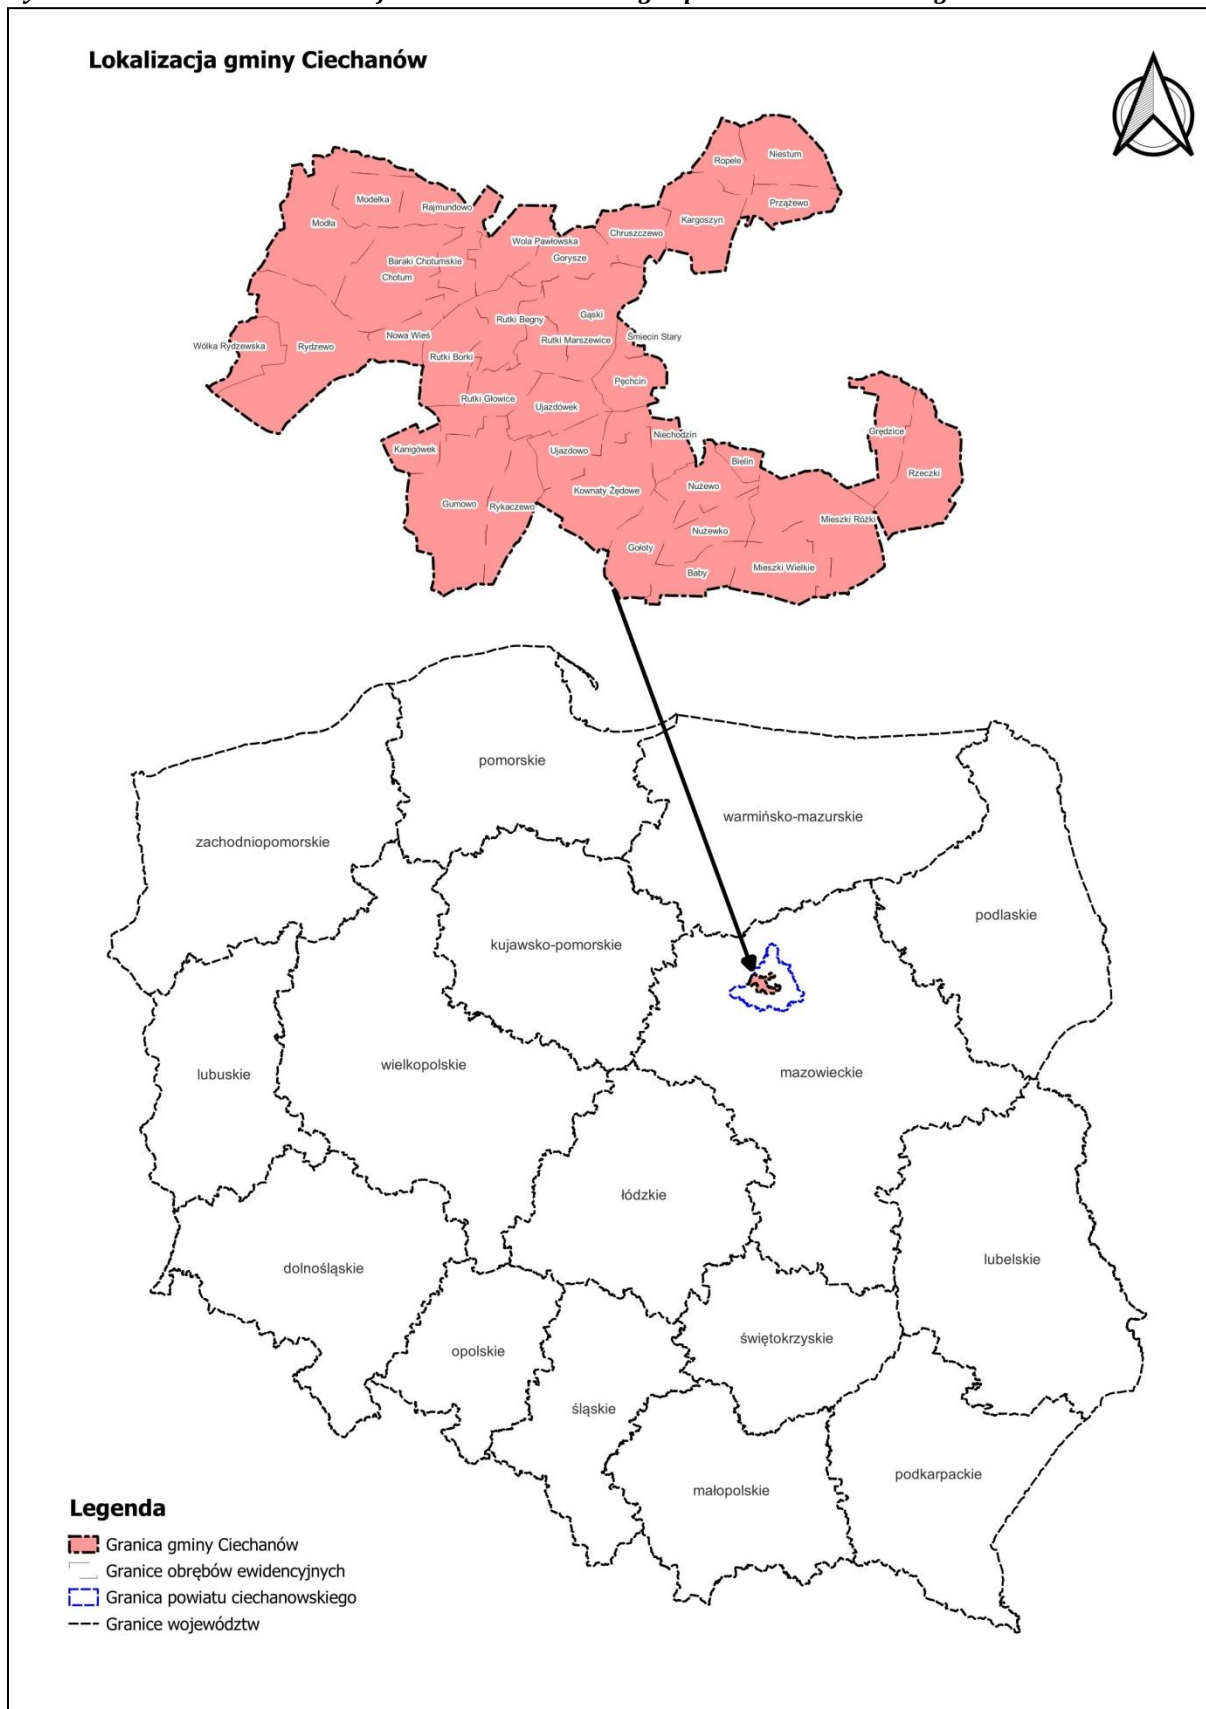 Lokalizacja gminy Ciechanów
Niestum
Ropele
Modełka
Przążewo
Rajmundowo
Kargoszyn
Modła
Chruszczewo
Wola Pawłowska
Gorysze
Baraki Chotumskie
Chotum
Gąski
Rutki Begny
Nowa Wieś
Śmiecin Stary
Rutki Marszewice
Wólka Rydzewska
Rydzewo
Rutki Borki
Pęchcin
Rutki Głowice
Ujazdówek
Grędzice
Niechodzin
Kanigówek
Ujazdowo
Bielin
Rzeczki
Nużewo
Kownaty Żędowe
Gumowo
Rykaczewo
Mieszki Różki
Nużewko
Gołoty
Mieszki Wielkie
Baby
pomorskie
warmińsko-mazurskie
zachodniopomorskie
podlaskie
kujawsko-pomorskie
wielkopolskie
mazowieckie
lubuskie
łódzkie
lubelskie
dolnośląskie
świętokrzyskie
opolskie
śląskie
podkarpackie
małopolskie
Legenda
Granica gminy Ciechanów
Granice obrębów ewidencyjnych
Granica powiatu ciechanowskiego
Granice województw